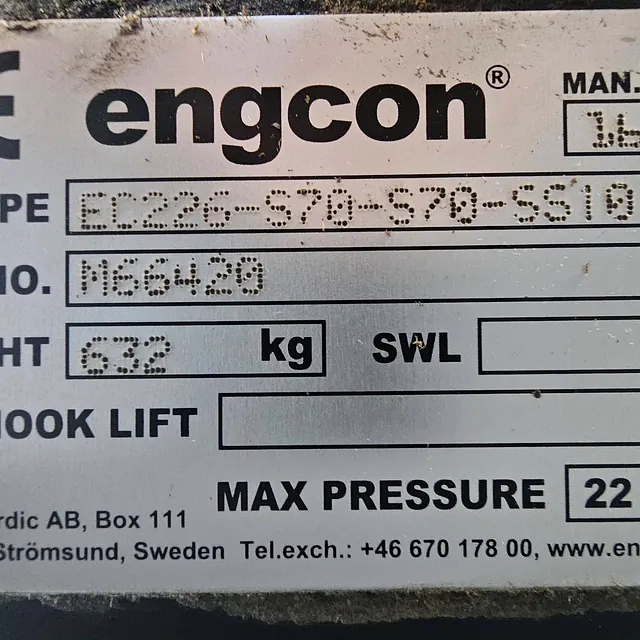 E engcon® MAN.
16
PE EC226-S70-S70-SS10
NO. M66420
HT 632 kg SWL
HOOK LIFT
MAX PRESSURE 22
rdic AB, Box 111
Strömsund, Sweden Tel.exch.: +46 670 178 00, www.en